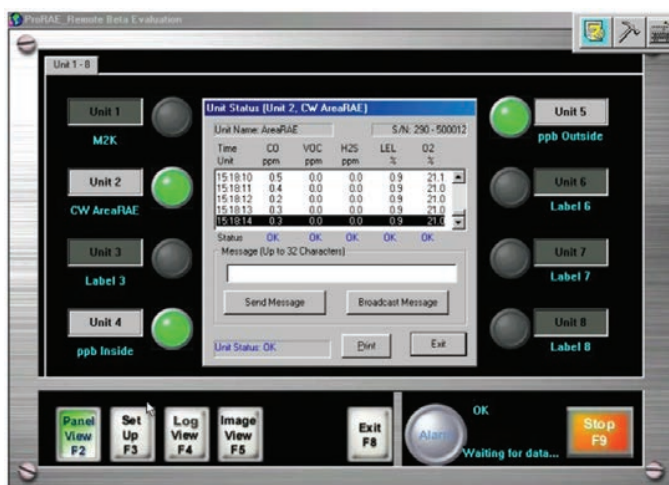 ProRAE_Remote Beta Evaluation
Unit 1 - 8
Unit 1
M2K
Unit 2
CW AreaRAE
Unit 3
Label 3
Unit 4
ppb Inside
Unit Status (Unit 2, CW AreaRAE)
Unit Name: AreaRAE S/N: 290 - 500012
Time CO VOC H2S LEL O2
Unit ppm ppm ppm % %
15:18:10 0.5 0.0 0.0 0.9 21.1
15:18:11 0.4 0.0 0.0 0.9 21.0
15:18:12 0.2 0.0 0.0 0.9 21.0
15:18:13 0.3 0.0 0.0 0.9 21.0
15:18:14 0.3 0.0 0.0 0.9 21.0
Status OK OK OK OK OK
Message (Up to 32 Characters)
Send Message Broadcast Message
Unit Status: OK Print Exit
Unit 5
ppb Outside
Unit 6
Label 6
Unit 7
Label 7
Unit 8
Label 8
Panel
View
F2
Set
Up
F3
Log
View
F4
Image
View
F5
Exit
F8
Alarm
OK
Waiting for data...
Stop
F9